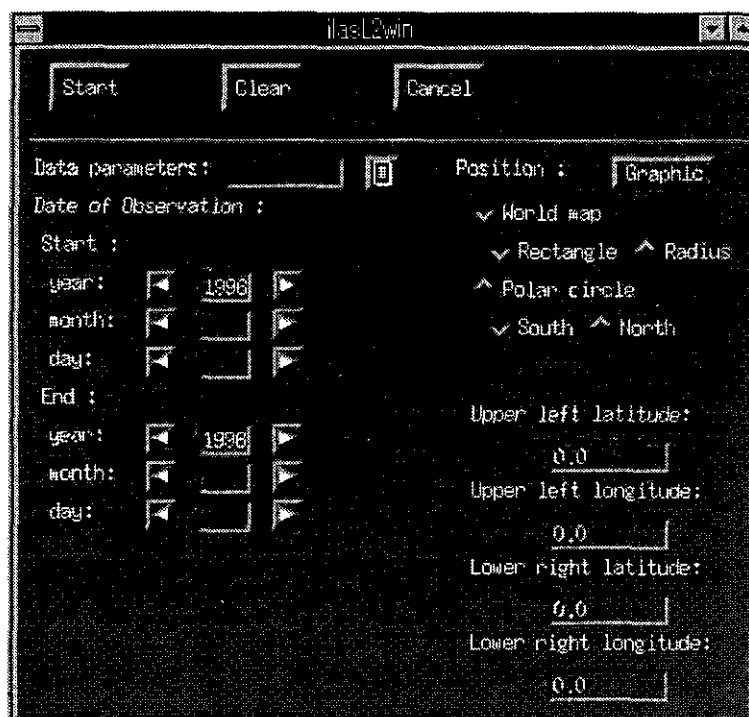 ilasL2win
Start Clear Cancel
Data parameters:
Date of Observation :
Start :
year: 1996
month:
day:
End :
year: 1996
month:
day:
Position : Graphic
World map
Rectangle Radius
Polar circle
South North
Upper left latitude:
0.0
Upper left longitude:
0.0
Lower right latitude:
0.0
Lower right longitude:
0.0